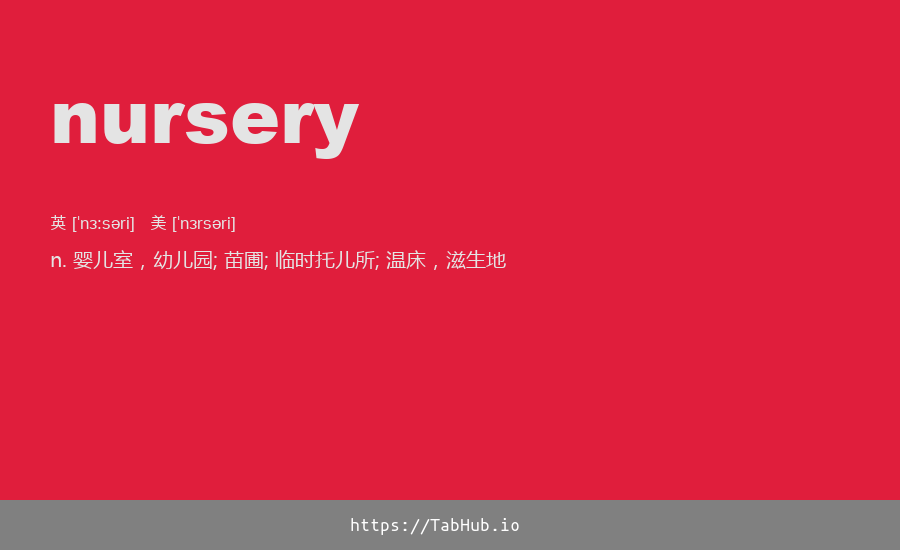 nursery
英 [ˈnɜːsəri] 美 [ˈnɜrsəri]
n. 婴儿室，幼儿园; 苗圃; 临时托儿所; 温床，滋生地
https://TabHub.io